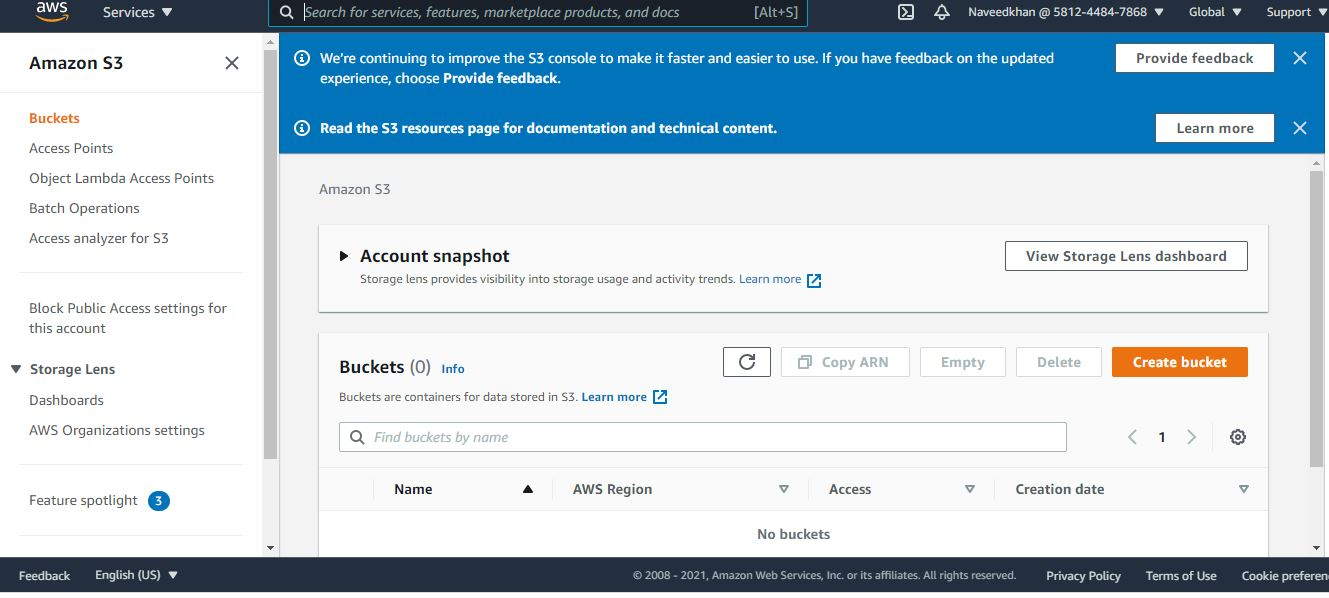 aws
Services
Search for services, features, marketplace products, and docs
[Alt+S]
Naveedkhan @ 5812-4484-7868
Global
Support
Amazon S3
Buckets
Access Points
Object Lambda Access Points
Batch Operations
Access analyzer for S3
Block Public Access settings for
this account
Storage Lens
Dashboards
AWS Organizations settings
Feature spotlight 3
We're continuing to improve the S3 console to make it faster and easier to use. If you have feedback on the updated
experience, choose Provide feedback.
Provide feedback
Read the S3 resources page for documentation and technical content.
Learn more
Amazon S3
Account snapshot
Storage lens provides visibility into storage usage and activity trends. Learn more
View Storage Lens dashboard
Buckets (0) Info
Copy ARN
Empty
Delete
Create bucket
Buckets are containers for data stored in S3. Learn more
Find buckets by name
1
Name
AWS Region
Access
Creation date
No buckets
Feedback
English (US)
© 2008 - 2021, Amazon Web Services, Inc. or its affiliates. All rights reserved.
Privacy Policy
Terms of Use
Cookie preferen